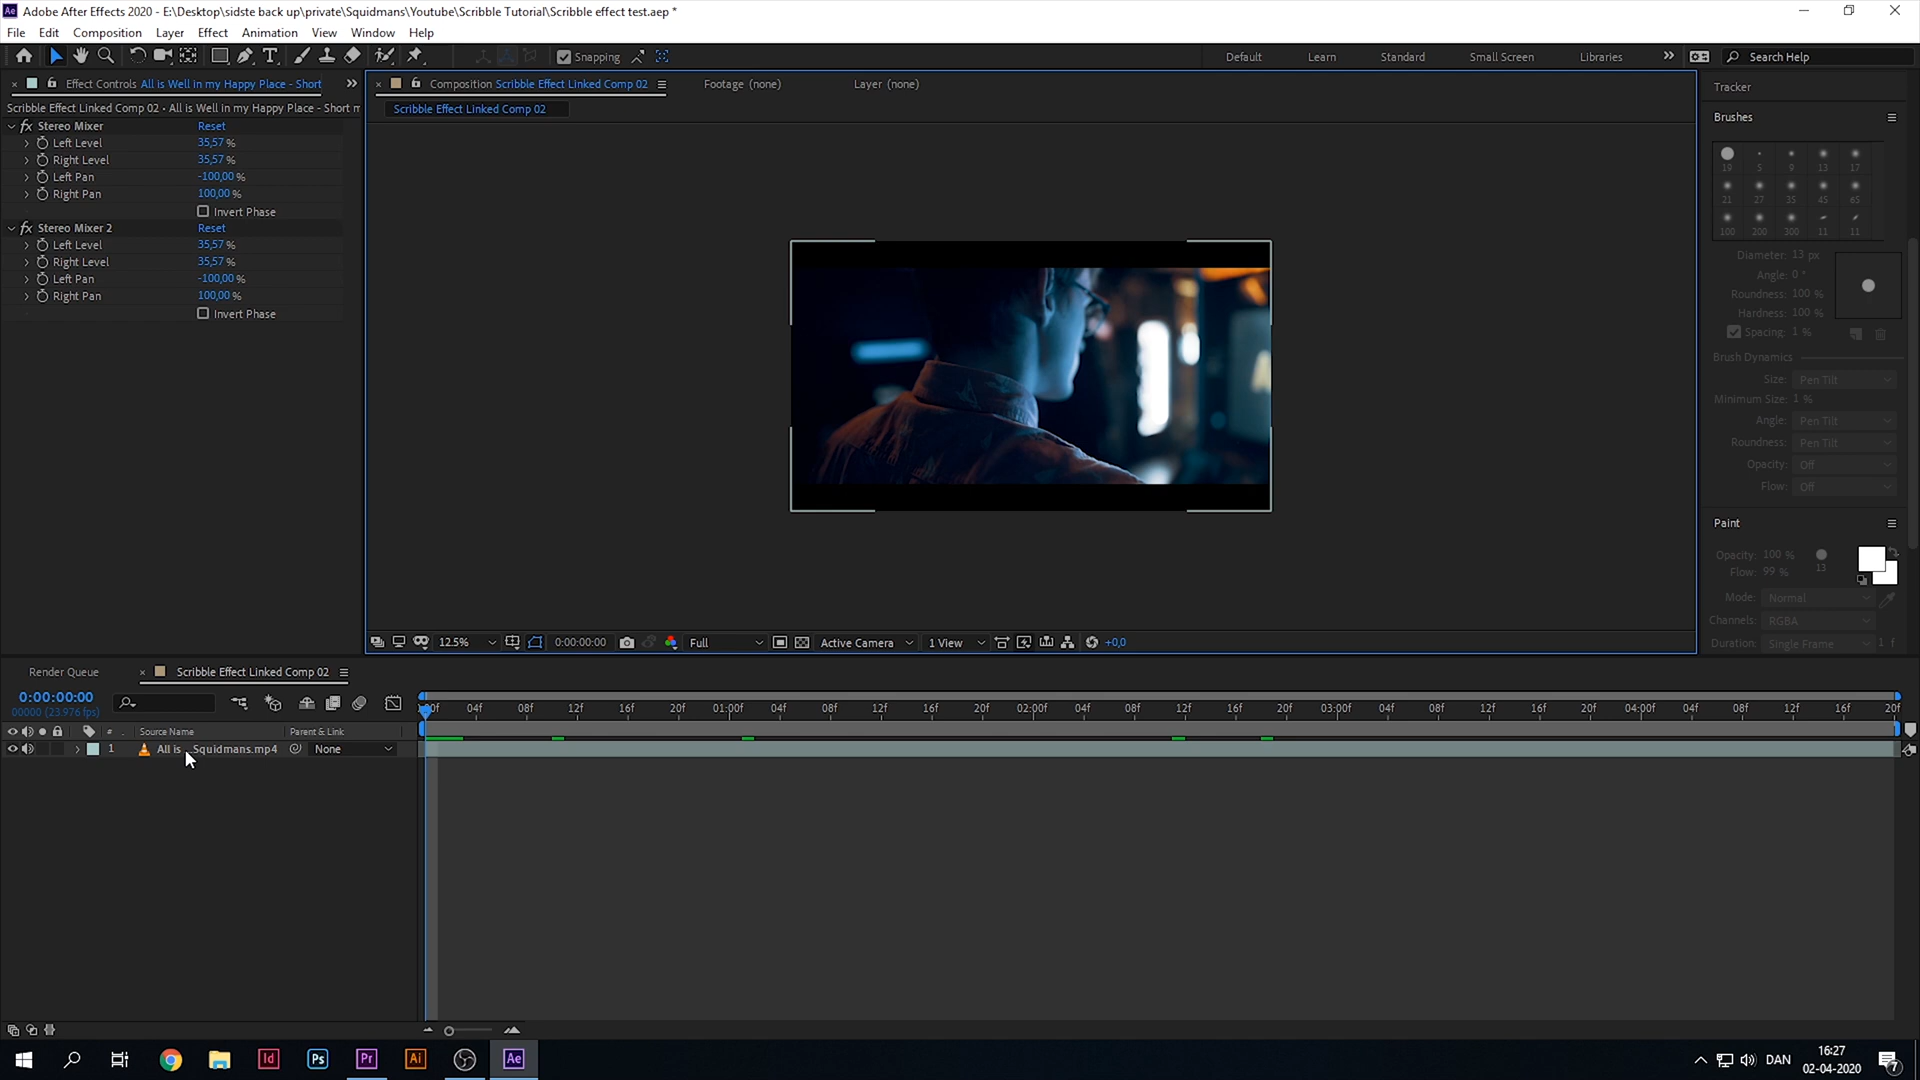 Adobe After Effects 2020 - E:\Desktop\sidste back up\private\Squidmans\Youtube\Scribble Tutorial\Scribble effect test.aep *
File Edit Composition Layer Effect Animation View Window Help
Snapping Default Learn Standard Small Screen Libraries Search Help
Effect Controls All is Well in my Happy Place - Short
Scribble Effect Linked Comp 02 • All is Well in my Happy Place - Short m
Stereo Mixer Reset
Left Level 35,57 %
Right Level 35,57 %
Left Pan -100,00 %
Right Pan 100,00 %
Invert Phase
Stereo Mixer 2 Reset
Left Level 35,57 %
Right Level 35,57 %
Left Pan -100,00 %
Right Pan 100,00 %
Invert Phase
Composition Scribble Effect Linked Comp 02 Footage (none) Layer (none)
Scribble Effect Linked Comp 02
12.5% 0:00:00:00 Full Active Camera 1 View +0,0
Tracker
Brushes
19 5 9 13 17
21 27 35 45 65
100 200 300 11 11
Diameter: 13 px
Angle: 0 °
Roundness: 100 %
Hardness: 100 %
Spacing: 1 %
Brush Dynamics
Size: Pen Tilt
Minimum Size: 1 %
Angle: Pen Tilt
Roundness: Pen Tilt
Opacity: Off
Flow: Off
Paint
Opacity: 100 %
Flow: 99 %
13
Mode: Normal
Channels: RGBA
Duration: Single Frame 1 f
Render Queue Scribble Effect Linked Comp 02
0:00:00:00
00000 (23.976 fps)
04f 08f 12f 16f 20f 01:00f 04f 08f 12f 16f 20f 02:00f 04f 08f 12f 16f 20f 03:00f 04f 08f 12f 16f 20f 04:00f 04f 08f 12f 16f 20f
# Source Name Parent & Link
1 All is ... Squidmans.mp4 None
Id Ps Pr Ai Ae
DAN
16:27
02-04-2020
7